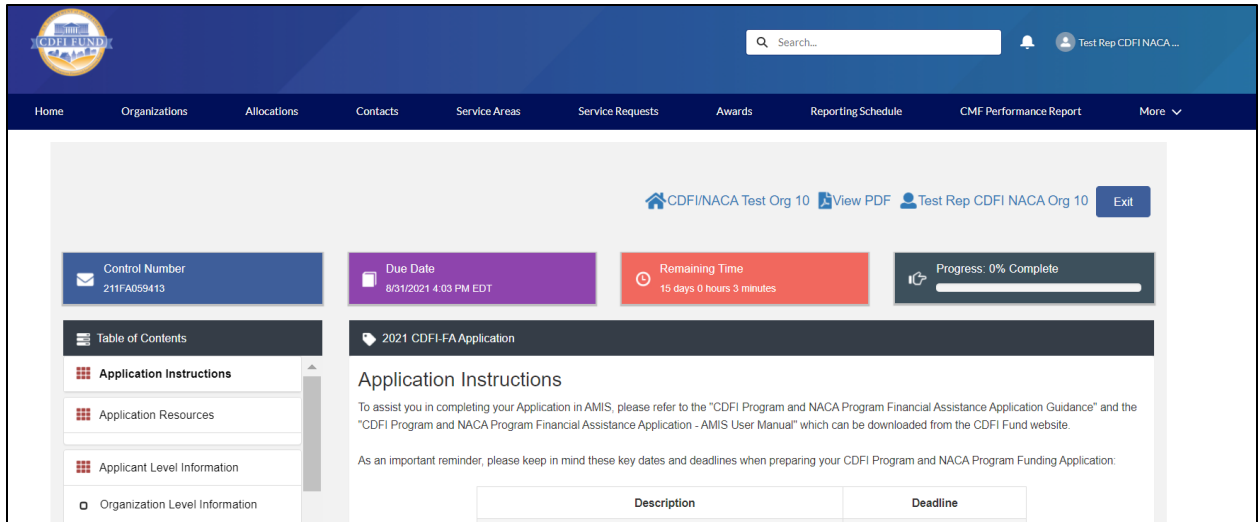 CDFI FUND
Search...
Test Rep CDFI NACA ...
Home Organizations Allocations Contacts Service Areas Service Requests Awards Reporting Schedule CMF Performance Report More
CDFI/NACA Test Org 10 View PDF Test Rep CDFI NACA Org 10 Exit
Control Number
211FA059413
Due Date
8/31/2021 4:03 PM EDT
Remaining Time
15 days 0 hours 3 minutes
Progress: 0% Complete
Table of Contents
Application Instructions
Application Resources
Applicant Level Information
Organization Level Information
2021 CDFI-FA Application
Application Instructions
To assist you in completing your Application in AMIS, please refer to the "CDFI Program and NACA Program Financial Assistance Application Guidance" and the
"CDFI Program and NACA Program Financial Assistance Application - AMIS User Manual" which can be downloaded from the CDFI Fund website.
As an important reminder, please keep in mind these key dates and deadlines when preparing your CDFI Program and NACA Program Funding Application:
Description Deadline